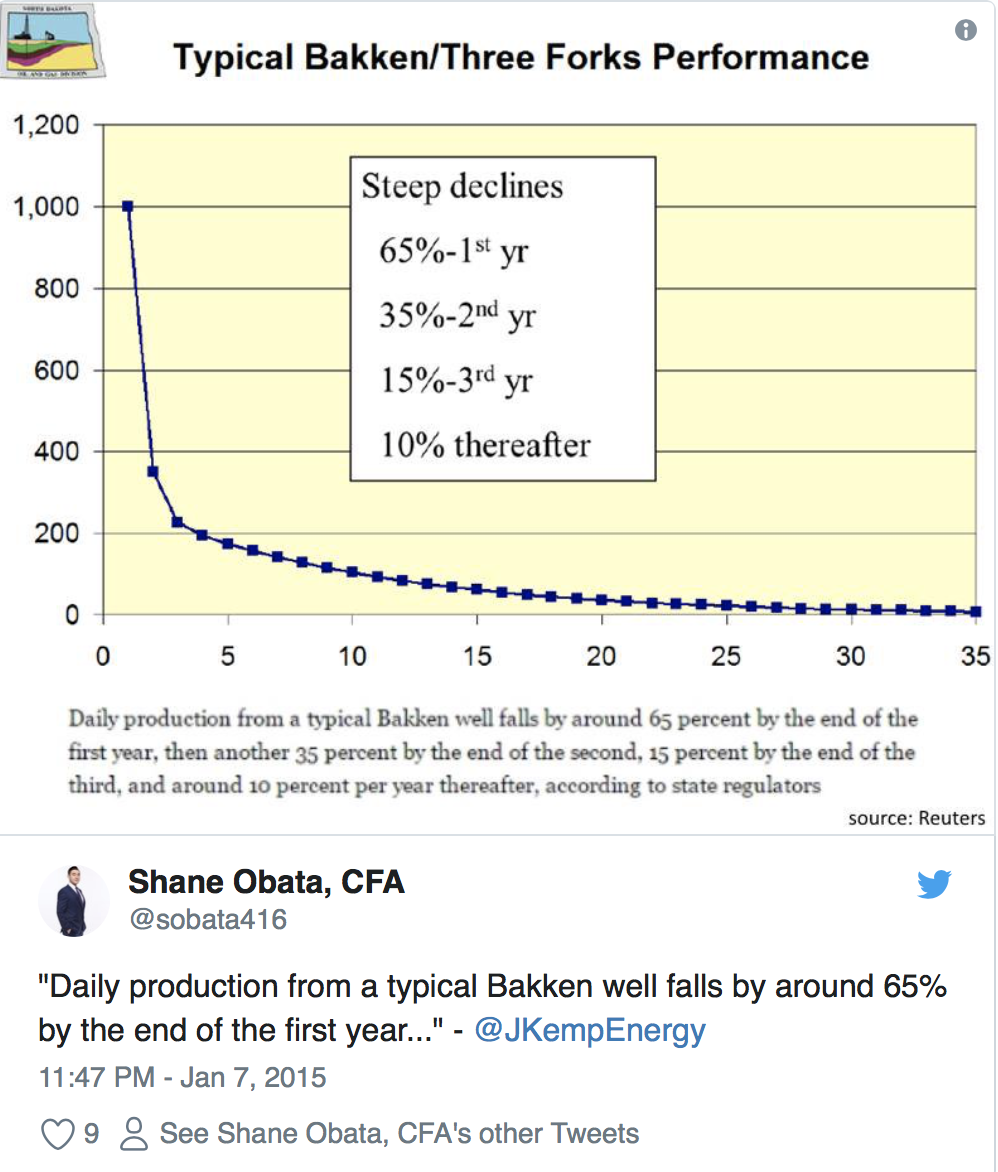 NORTH DAKOTA
OIL AND GAS DIVISION
Typical Bakken/Three Forks Performance
1,200
1,000
800
600
400
200
0
Steep declines
65%-1st yr
35%-2nd yr
15%-3rd yr
10% thereafter
0 5 10 15 20 25 30 35
Daily production from a typical Bakken well falls by around 65 percent by the end of the
first year, then another 35 percent by the end of the second, 15 percent by the end of the
third, and around 10 percent per year thereafter, according to state regulators
source: Reuters
Shane Obata, CFA
@sobata416
"Daily production from a typical Bakken well falls by around 65%
by the end of the first year..." - @JKempEnergy
11:47 PM - Jan 7, 2015
9 See Shane Obata, CFA's other Tweets